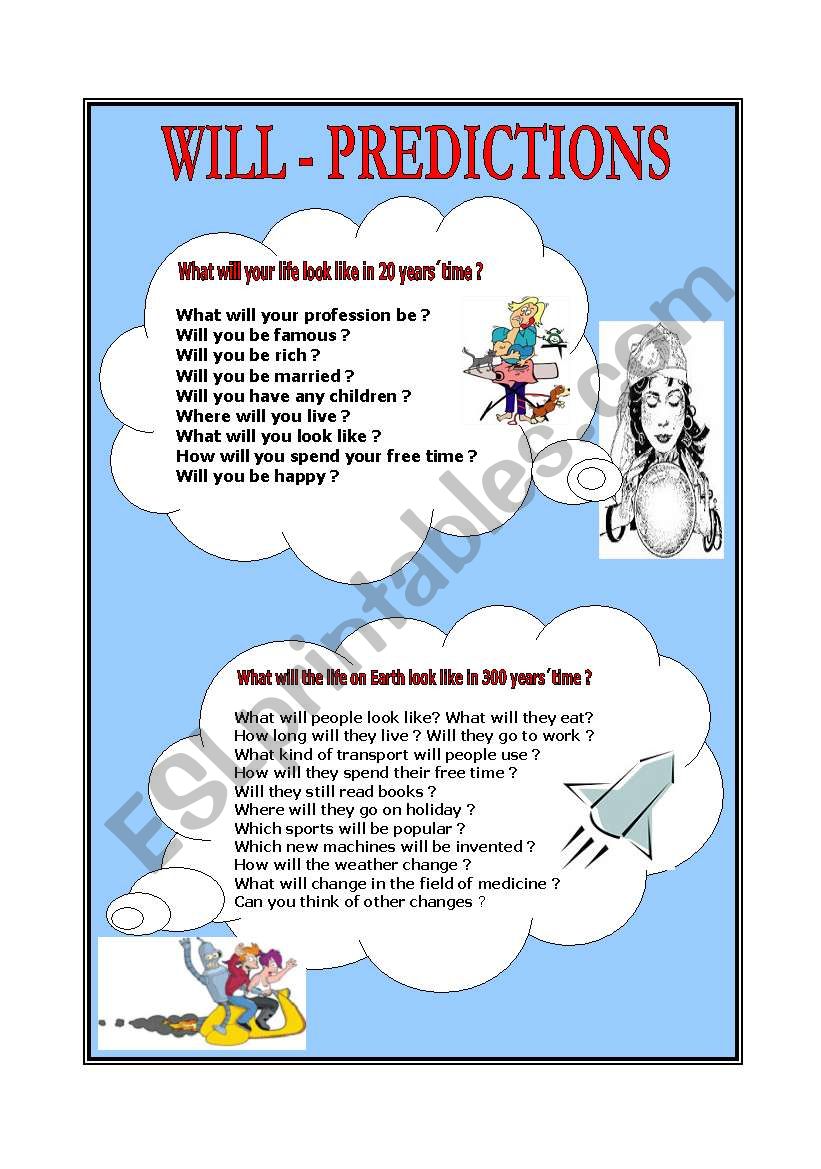 WILL - PREDICTIONS
What will your life look like in 20 years´time ?
What will your profession be ?
Will you be famous ?
Will you be rich ?
Will you be married ?
Will you have any children ?
Where will you live ?
What will you look like ?
How will you spend your free time ?
Will you be happy ?
What will the life on Earth look like in 300 years´time ?
What will people look like? What will they eat?
How long will they live ? Will they go to work ?
What kind of transport will people use ?
How will they spend their free time ?
Will they still read books ?
Where will they go on holiday ?
Which sports will be popular ?
Which new machines will be invented ?
How will the weather change ?
What will change in the field of medicine ?
Can you think of other changes ?
ESLprintables.com